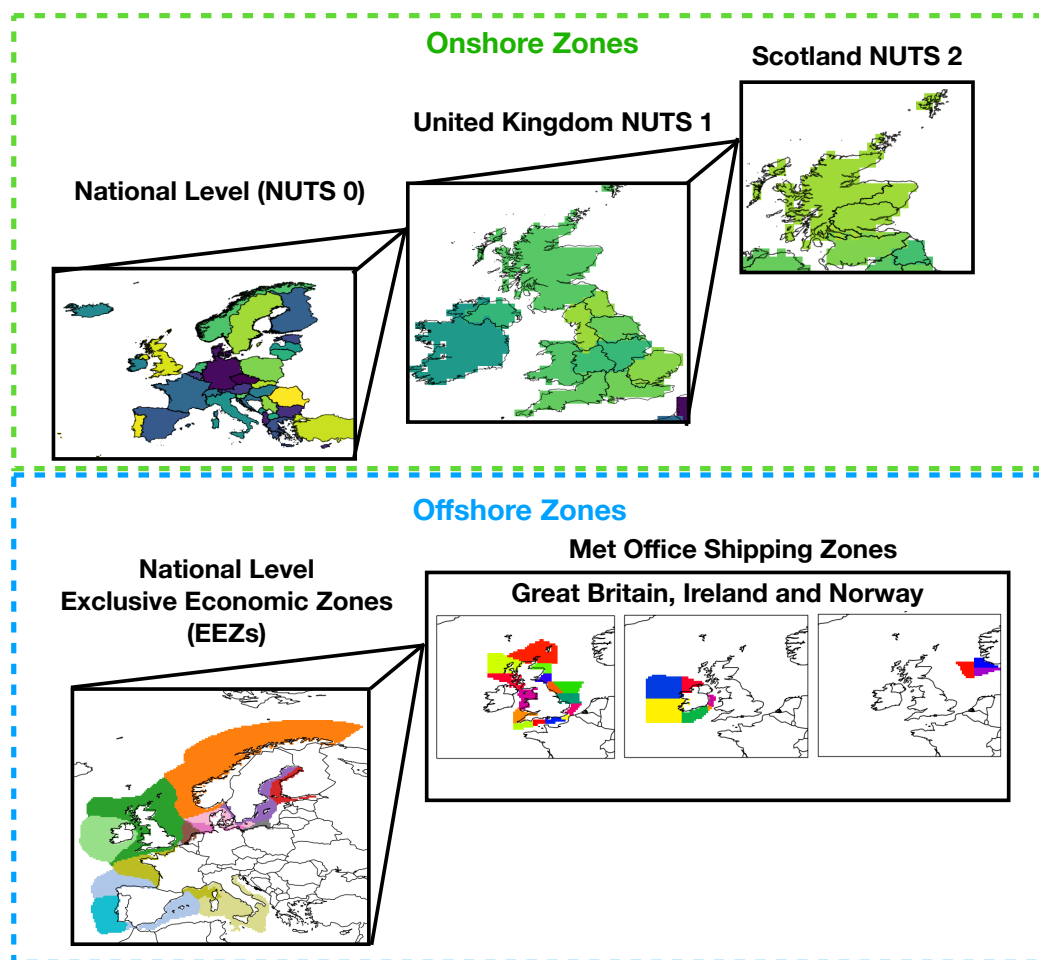 Onshore Zones
Scotland NUTS 2
United Kingdom NUTS 1
National Level (NUTS 0)
Offshore Zones
Met Office Shipping Zones
National Level
Exclusive Economic Zones
(EEZs)
Great Britain, Ireland and Norway